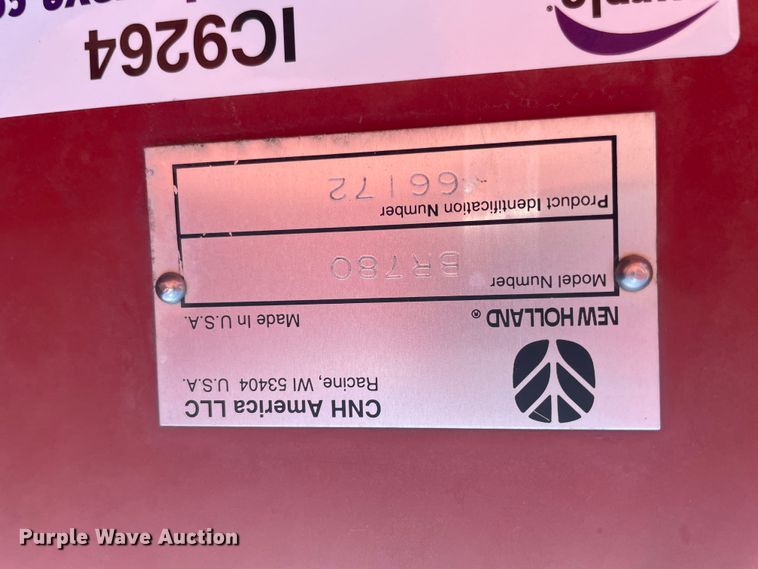 CNH America LLC
Racine, WI 53404 U.S.A.
NEW HOLLAND ® Made In U.S.A.
Model Number
BR780
Product Identification Number
66172
IC9264
Purple Wave Auction